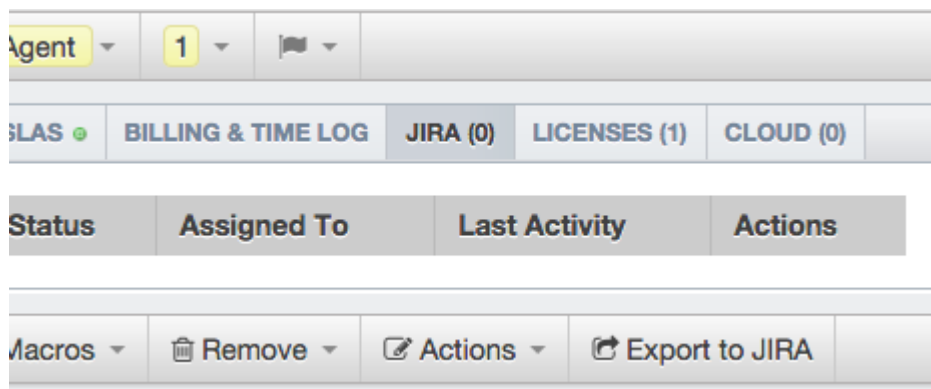 Agent 1
SLAS BILLING & TIME LOG JIRA (0) LICENSES (1) CLOUD (0)
Status Assigned To Last Activity Actions
Macros Remove Actions Export to JIRA